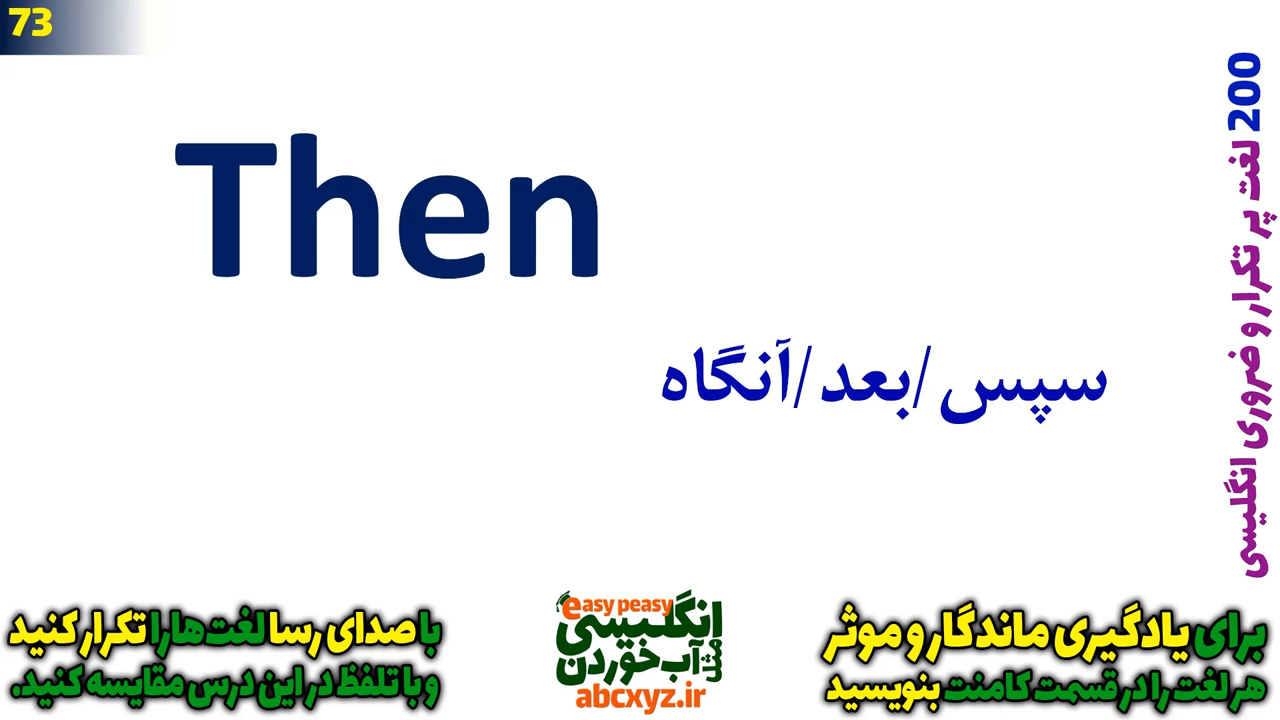 73
Then
سپس /بعد /آنگاه
200 لغت پر تکرار و ضروری انگلیسی
برای یادگیری ماندگار و موثر
هر لغت را در قسمت کامنت بنویسید
easy peasy
انگلیسی
مثل آب خوردن
abcxyz.ir
با صدای رسا لغت‌ها را تکرار کنید
و با تلفظ در این درس مقایسه کنید.